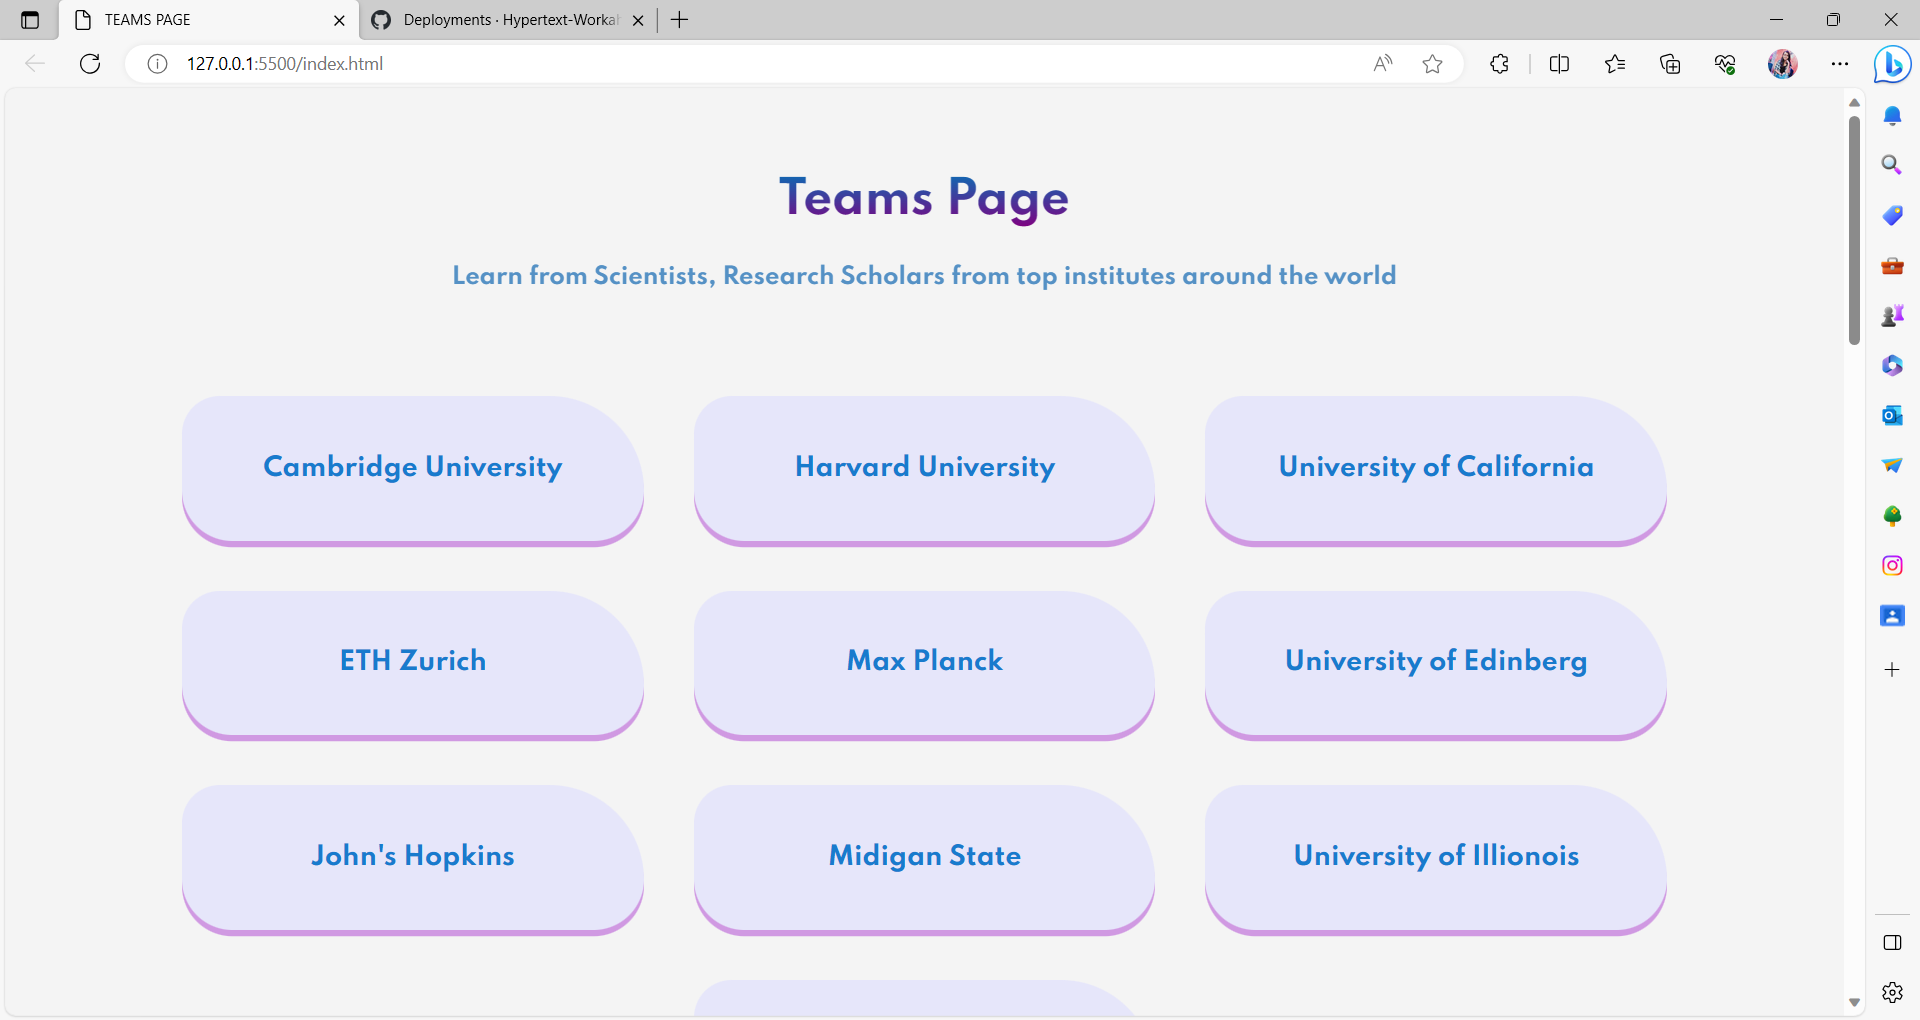 TEAMS PAGE
Deployments · Hypertext-Worka
127.0.0.1:5500/index.html
Teams Page
Learn from Scientists, Research Scholars from top institutes around the world
Cambridge University
Harvard University
University of California
ETH Zurich
Max Planck
University of Edinberg
John's Hopkins
Midigan State
University of Illionois